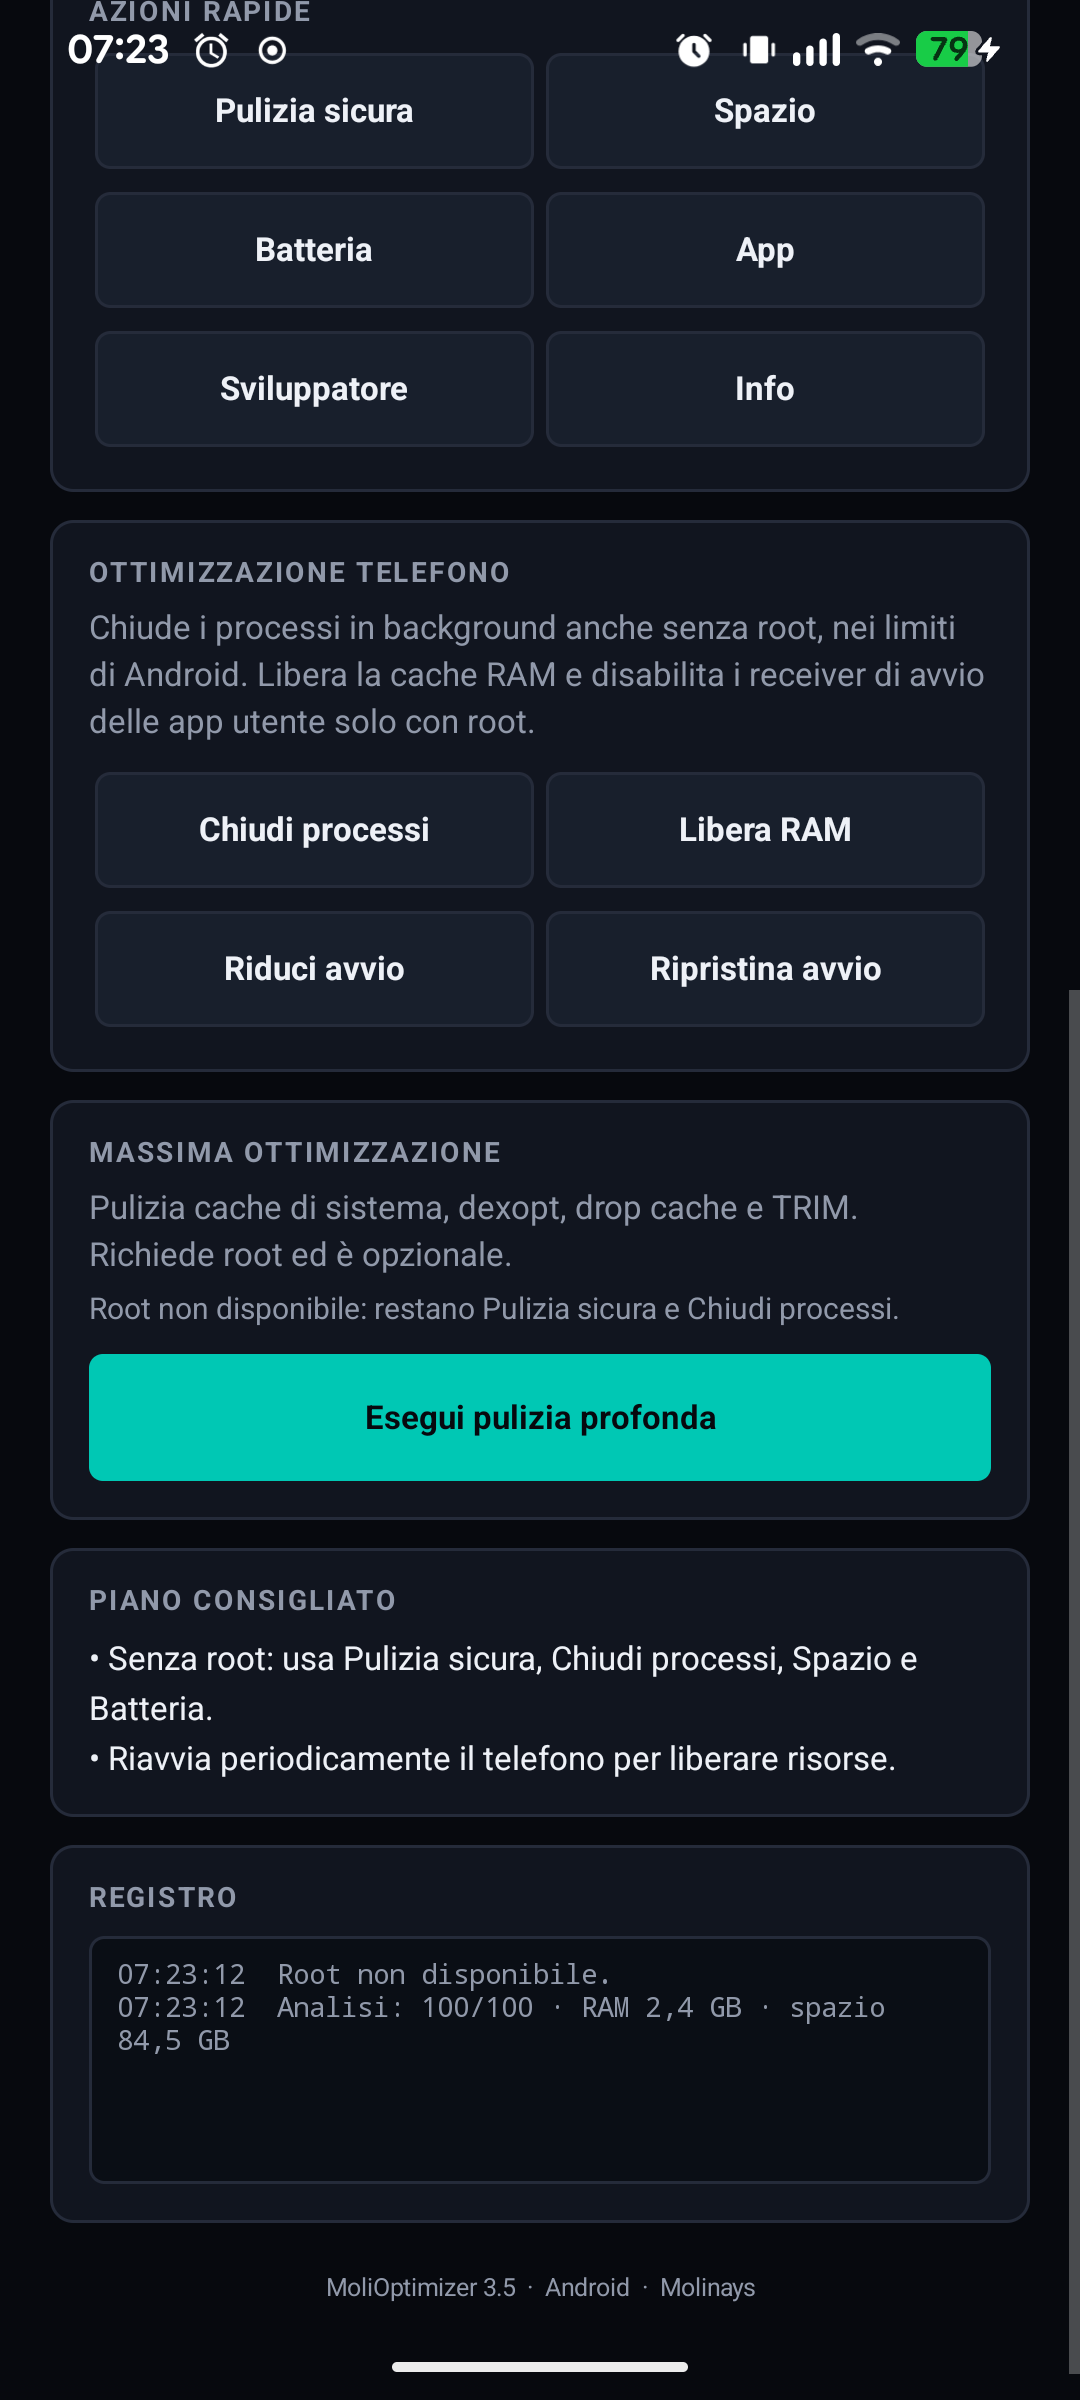 AZIONI RAPIDE
07:23
79
Pulizia sicura
Spazio
Batteria
App
Sviluppatore
Info
OTTIMIZZAZIONE TELEFONO
Chiude i processi in background anche senza root, nei limiti
di Android. Libera la cache RAM e disabilita i receiver di avvio
delle app utente solo con root.
Chiudi processi
Libera RAM
Riduci avvio
Ripristina avvio
MASSIMA OTTIMIZZAZIONE
Pulizia cache di sistema, dexopt, drop cache e TRIM.
Richiede root ed è opzionale.
Root non disponibile: restano Pulizia sicura e Chiudi processi.
Esegui pulizia profonda
PIANO CONSIGLIATO
• Senza root: usa Pulizia sicura, Chiudi processi, Spazio e
Batteria.
• Riavvia periodicamente il telefono per liberare risorse.
REGISTRO
07:23:12  Root non disponibile.
07:23:12  Analisi: 100/100 · RAM 2,4 GB · spazio
84,5 GB
MoliOptimizer 3.5 · Android · Molinays